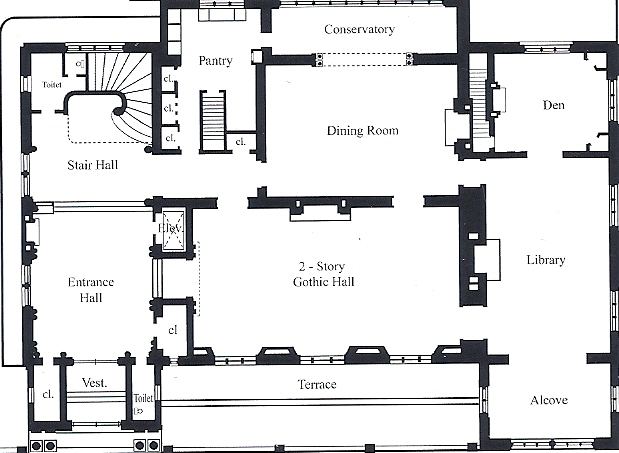 Conservatory
Pantry
Toilet
cl.
Den
cl.
Dining Room
cl.
cl.
Stair Hall
Elev.
Library
2 - Story
Gothic Hall
Entrance
Hall
cl
Vest.
Terrace
cl.
Toilet
Alcove